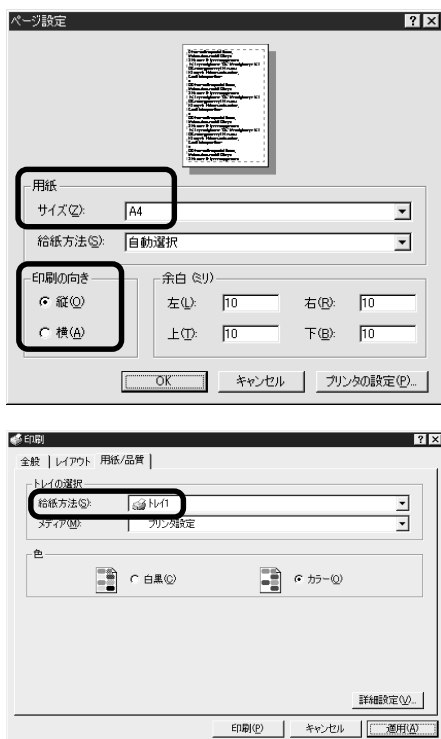 ページ設定
用紙
サイズ(Z): A4
給紙方法(S): 自動選択
印刷の向き
縦(O)
横(A)
余白 (ミリ)
左(L): 10 右(R): 10
上(T): 10 下(B): 10
OK キャンセル プリンタの設定(P)...
印刷
全般 レイアウト 用紙/品質
トレイの選択
給紙方法(S): トレイ1
メディア(M): プリンタ設定
色
白黒(C) カラー(O)
詳細設定(V)...
印刷(P) キャンセル 適用(A)